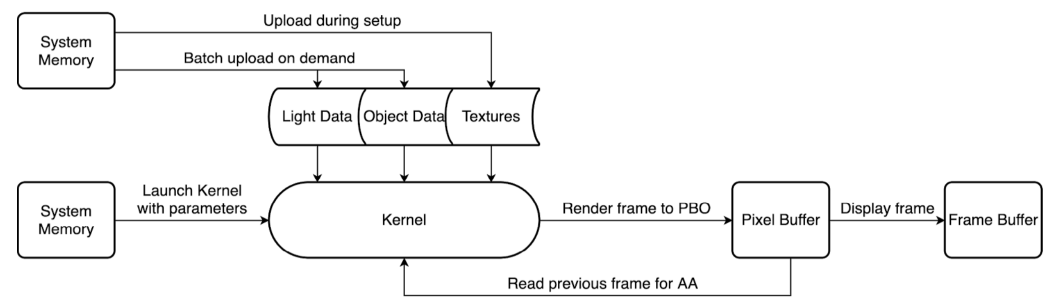 Upload during setup
System
Memory
Batch upload on demand
Light Data
Object Data
Textures
System
Memory
Launch Kernel
with parameters
Kernel
Render frame to PBO
Pixel Buffer
Display frame
Frame Buffer
Read previous frame for AA